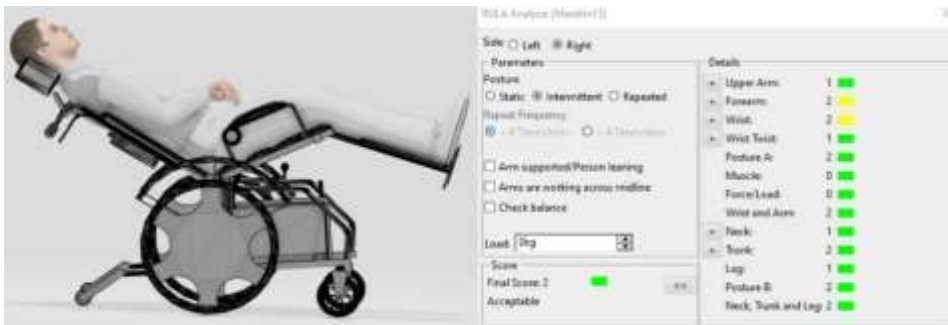 RULA Analysis (Manikin13)
Side: Left Right
Parameters
Posture
Static Intermittent Repeated
Repeat Frequency
Arm supported/Person leaning
Arms are working across midline
Check balance
Load: 0kg
Score
Final Score: 2
Acceptable
<<
Details
+ Upper Arm: 1
+ Forearm: 2
+ Wrist: 2
+ Wrist Twist: 1
Posture A: 2
Muscle: 0
Force/Load: 0
Wrist and Arm: 2
+ Neck: 1
+ Trunk: 2
Leg: 1
Posture B: 2
Neck, Trunk and Leg: 2